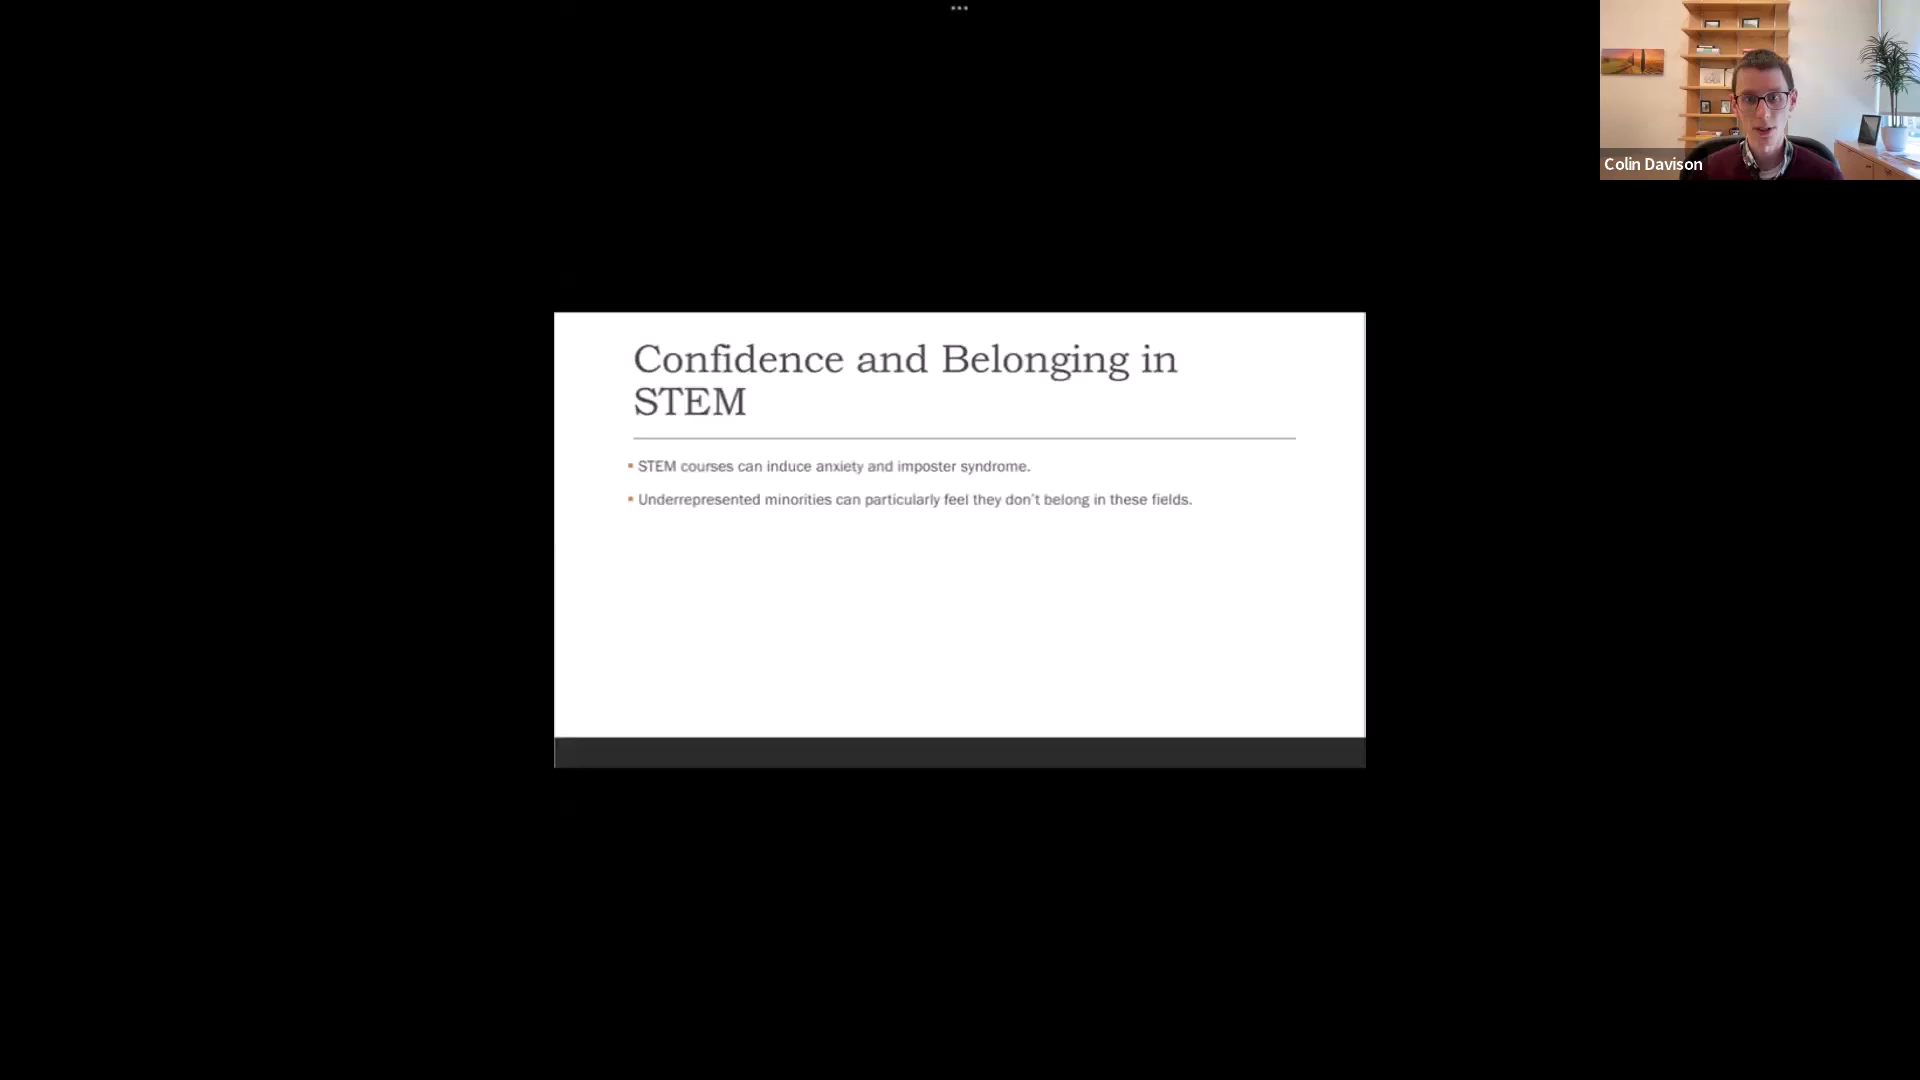 Colin Davison
Confidence and Belonging in
STEM
STEM courses can induce anxiety and imposter syndrome.
Underrepresented minorities can particularly feel they don't belong in these fields.